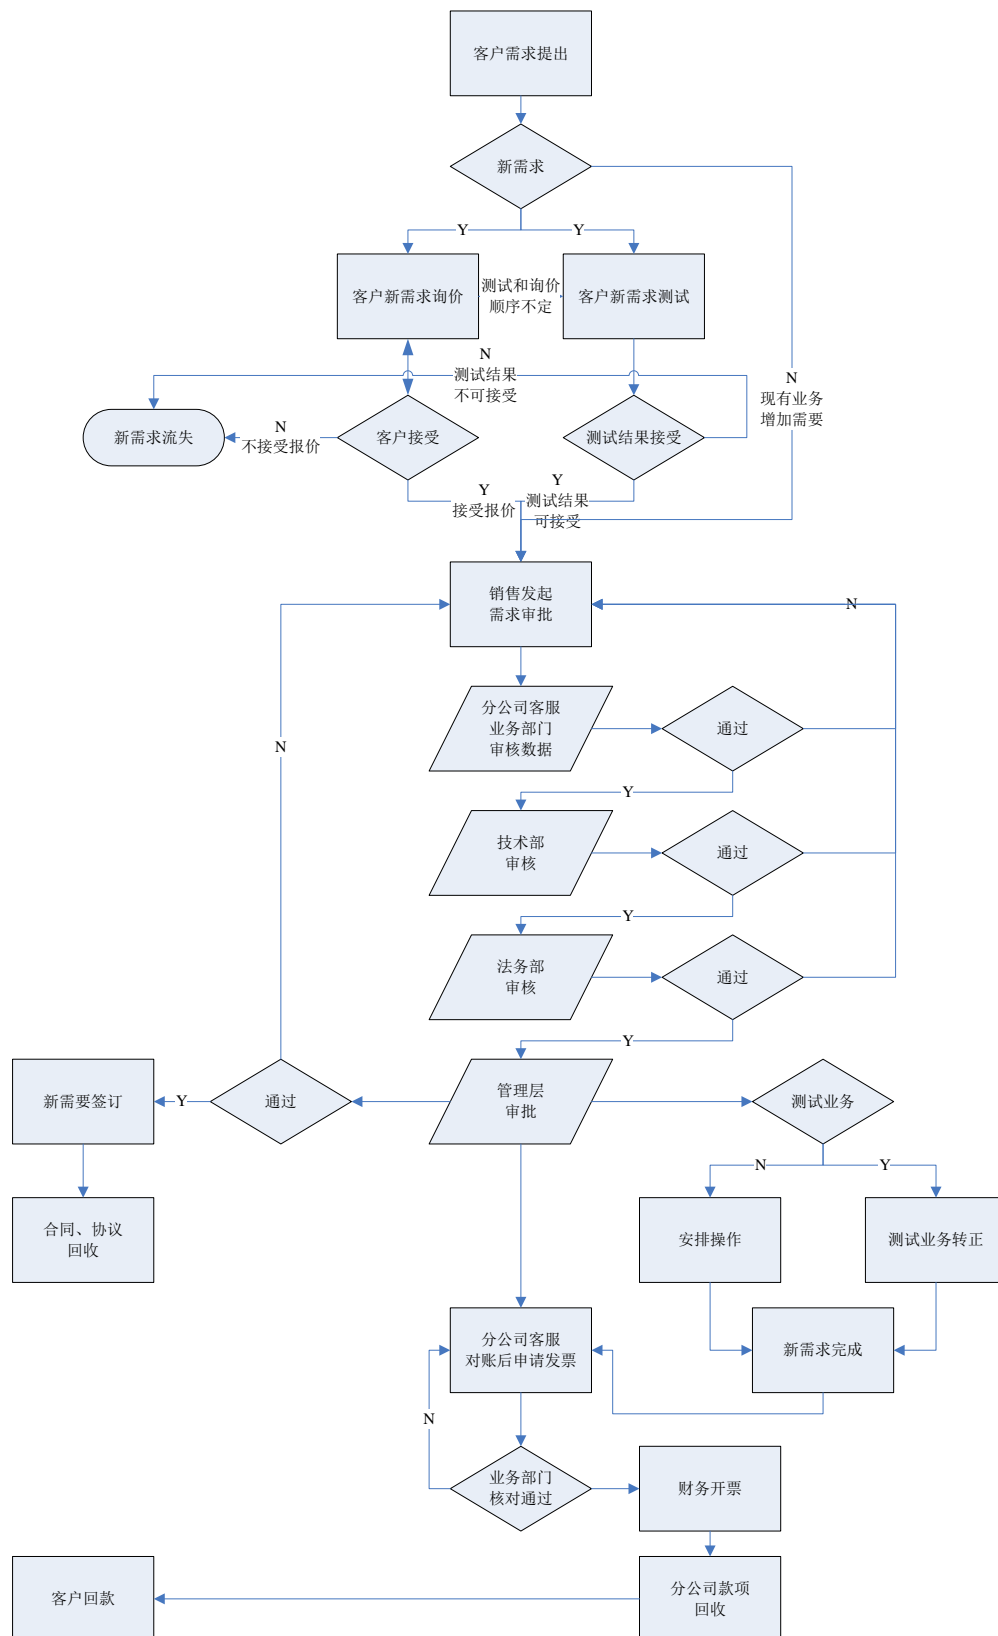 客户需求提出
新需求
Y
Y
客户新需求询价
测试和询价
顺序不定
客户新需求测试
N
测试结果
不可接受
N
现有业务
增加需要
新需求流失
N
不接受报价
客户接受
测试结果接受
Y
接受报价
Y
测试结果
可接受
销售发起
需求审批
N
分公司客服
业务部门
审核数据
通过
N
Y
技术部
审核
通过
Y
法务部
审核
通过
Y
新需要签订
Y
通过
管理层
审批
测试业务
N
Y
合同、协议
回收
安排操作
测试业务转正
分公司客服
对账后申请发票
新需求完成
N
业务部门
核对通过
财务开票
客户回款
分公司款项
回收